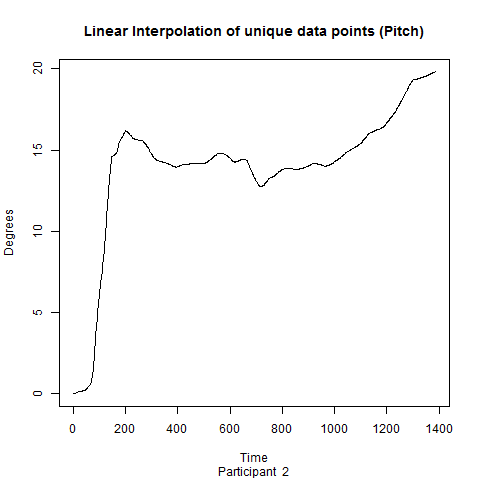 Linear Interpolation of unique data points (Pitch)
20
15
10
5
0
Degrees
0 200 400 600 800 1000 1200 1400
Time
Participant 2